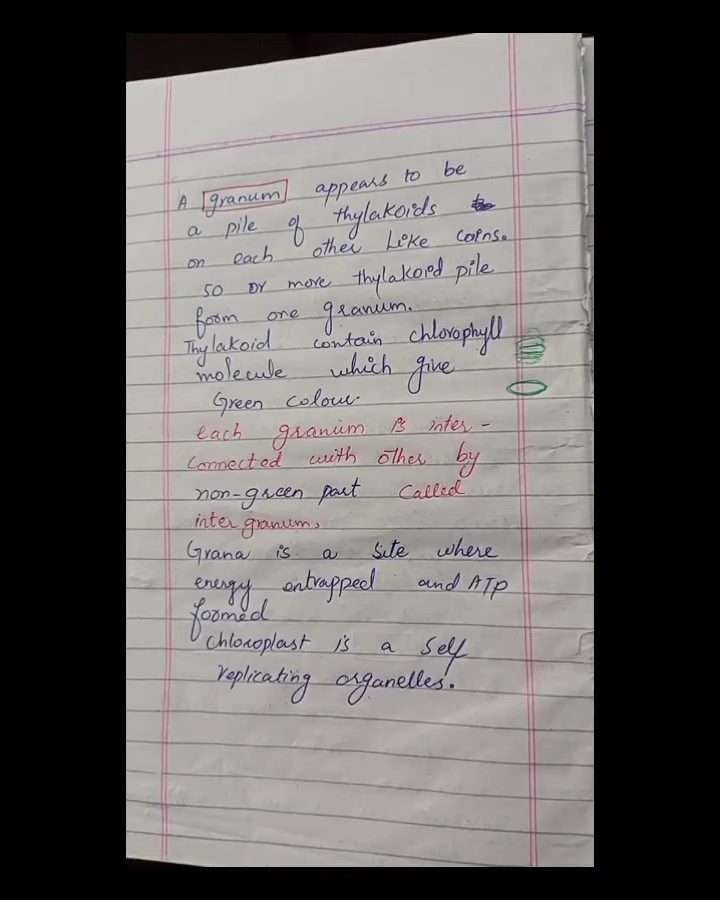 A granum appears to be
a pile of thylakoids
on each other Like coins.
50 or more thylakoid pile
form one granum.
Thylakoid contain chlorophyll
molecule which give
Green colour.
each granum is inter-
connected with other by
non-green part called
inter granum.
Grana is a site where
energy entrapped and ATP
formed
chloroplast is a self
replicating organelles.